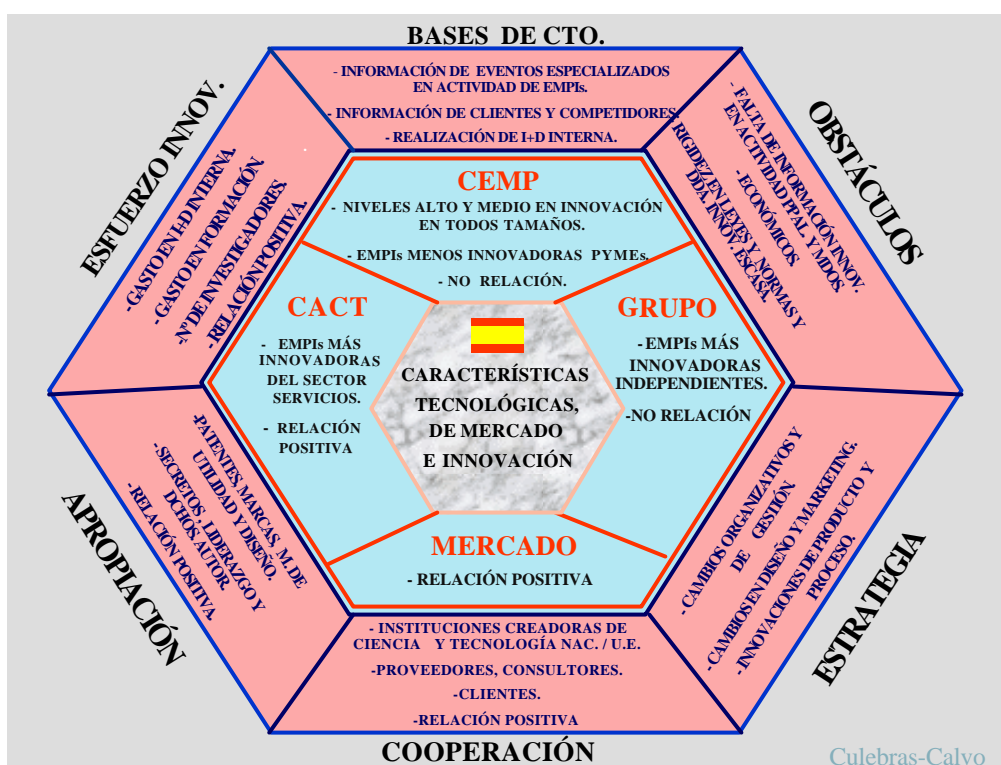 BASES DE CTO.
- INFORMACIÓN DE EVENTOS ESPECIALIZADOS
EN ACTIVIDAD DE EMPIs.
- INFORMACIÓN DE CLIENTES Y COMPETIDORES.
- REALIZACIÓN DE I+D INTERNA.
OBSTÁCULOS
- FALTA DE INFORMACIÓN INNOV.
EN ACTIVIDAD PPAL Y MDOS.
- ECONÓMICOS.
RIGIDEZ EN LEYES Y NORMAS Y
DDA. INNOV. ESCASA.
ESFUERZO INNOV.
-GASTO EN I+D INTERNA.
-GASTO EN FORMACIÓN.
-Nº DE INVESTIGADORES.
-RELACIÓN POSITIVA.
CEMP
- NIVELES ALTO Y MEDIO EN INNOVACIÓN
EN TODOS TAMAÑOS.
- EMPIs MENOS INNOVADORAS PYMEs.
- NO RELACIÓN.
CACT
- EMPIs MÁS
INNOVADORAS
DEL SECTOR
SERVICIOS.
- RELACIÓN
POSITIVA
CARACTERÍSTICAS
TECNOLÓGICAS,
DE MERCADO
E INNOVACIÓN
GRUPO
-EMPIs MÁS
INNOVADORAS
INDEPENDIENTES.
-NO RELACIÓN
MERCADO
- RELACIÓN POSITIVA
APROPIACIÓN
-PATENTES, MARCAS, M. DE
UTILIDAD Y DISEÑO.
-SECRETOS , LIDERAZGO Y
DCHOS. AUTOR.
-RELACIÓN POSITIVA.
ESTRATEGIA
- CAMBIOS ORGANIZATIVOS Y
DE GESTIÓN.
- CAMBIOS EN DISEÑO Y MARKETING.
- INNOVACIONES DE PRODUCTO Y
PROCESO.
- INSTITUCIONES CREADORAS DE
CIENCIA Y TECNOLOGÍA NAC. / U.E.
-PROVEEDORES, CONSULTORES.
-CLIENTES.
-RELACIÓN POSITIVA
COOPERACIÓN
Culebras-Calvo